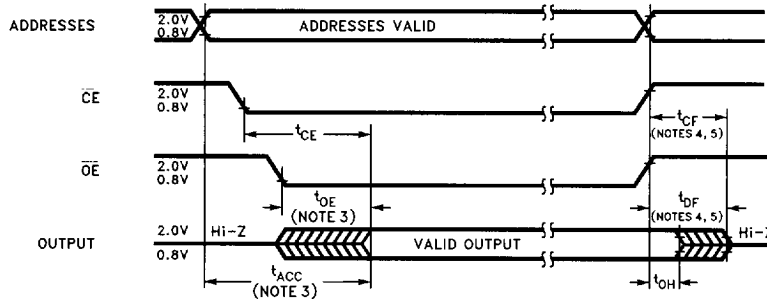 ADDRESSES
2.0V
0.8V
ADDRESSES VALID
CE
2.0V
0.8V
tCE
tCF
(NOTES 4, 5)
OE
2.0V
0.8V
tOE
(NOTE 3)
tDF
(NOTES 4, 5)
OUTPUT
2.0V
0.8V
Hi-Z
VALID OUTPUT
Hi-Z
tACC
(NOTE 3)
tOH